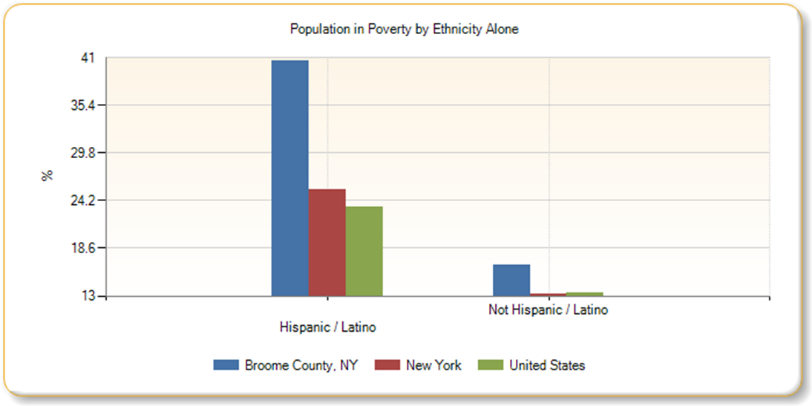 Population in Poverty by Ethnicity Alone
41
35.4
29.8
%
24.2
18.6
13
Not Hispanic / Latino
Hispanic / Latino
Broome County, NY New York United States